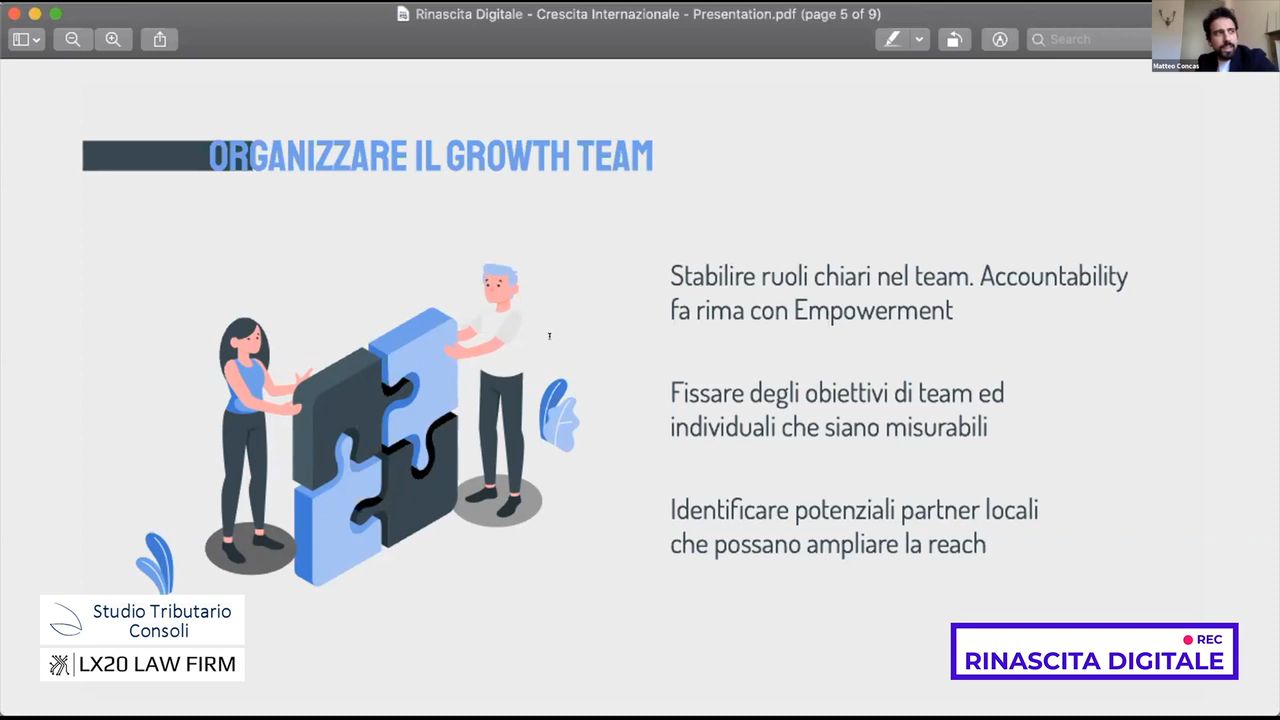 Rinascita Digitale - Crescita Internazionale - Presentation.pdf (page 5 of 9)
Search
Matteo Concas
ORGANIZZARE IL GROWTH TEAM
Stabilire ruoli chiari nel team. Accountability
fa rima con Empowerment
Fissare degli obiettivi di team ed
individuali che siano misurabili
Identificare potenziali partner locali
che possano ampliare la reach
Studio Tributario
Consoli
LX20 LAW FIRM
REC
RINASCITA DIGITALE